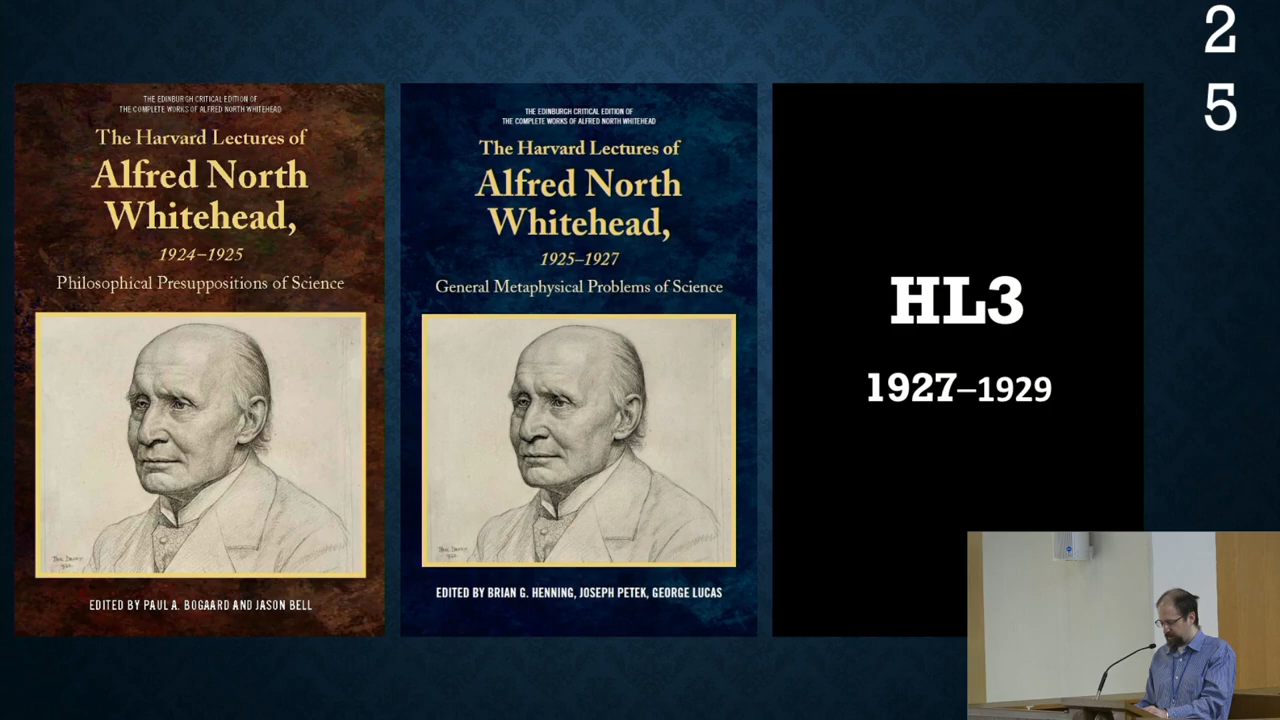 THE EDINBURGH CRITICAL EDITION OF
THE COMPLETE WORKS OF ALFRED NORTH WHITEHEAD
The Harvard Lectures of
Alfred North
Whitehead,
1924–1925
Philosophical Presuppositions of Science
EDITED BY PAUL A. BOGAARD AND JASON BELL
THE EDINBURGH CRITICAL EDITION OF
THE COMPLETE WORKS OF ALFRED NORTH WHITEHEAD
The Harvard Lectures of
Alfred North
Whitehead,
1925–1927
General Metaphysical Problems of Science
EDITED BY BRIAN G. HENNING, JOSEPH PETEK, GEORGE LUCAS
HL3
1927–1929
2
5